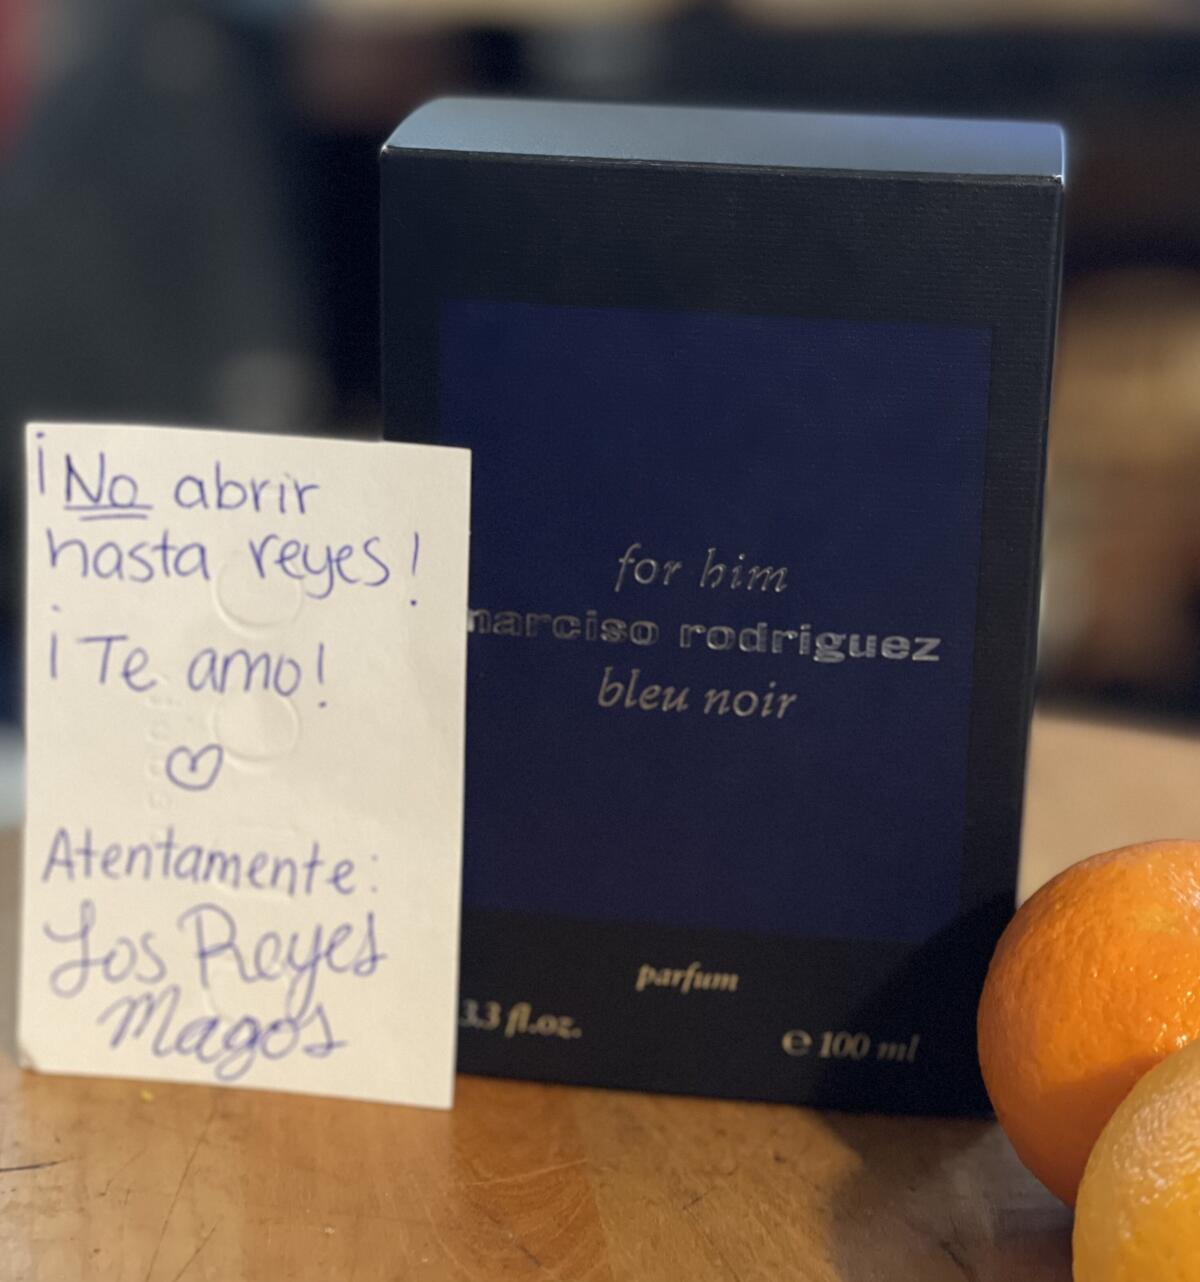 ¡No abrir
hasta reyes!
¡Te amo!
Atentamente:
Los Reyes
Magos
for him
narciso rodriguez
bleu noir
parfum
3.3 fl.oz.
℮ 100 ml